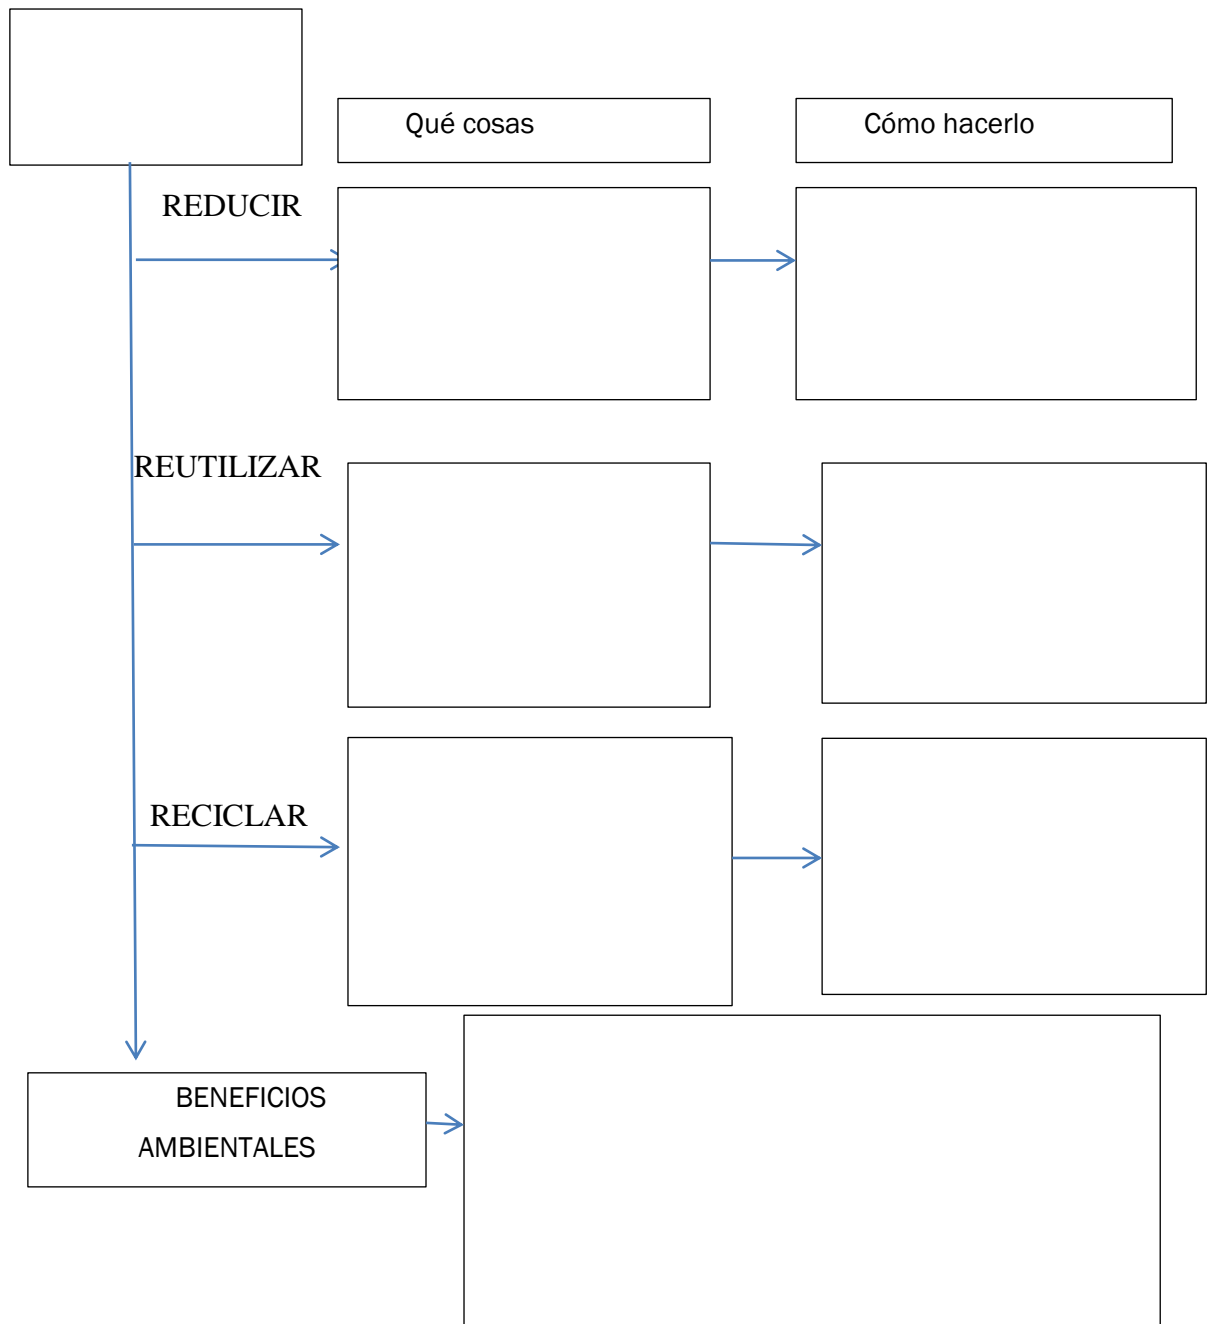 Qué cosas
Cómo hacerlo
REDUCIR
REUTILIZAR
RECICLAR
BENEFICIOS
AMBIENTALES